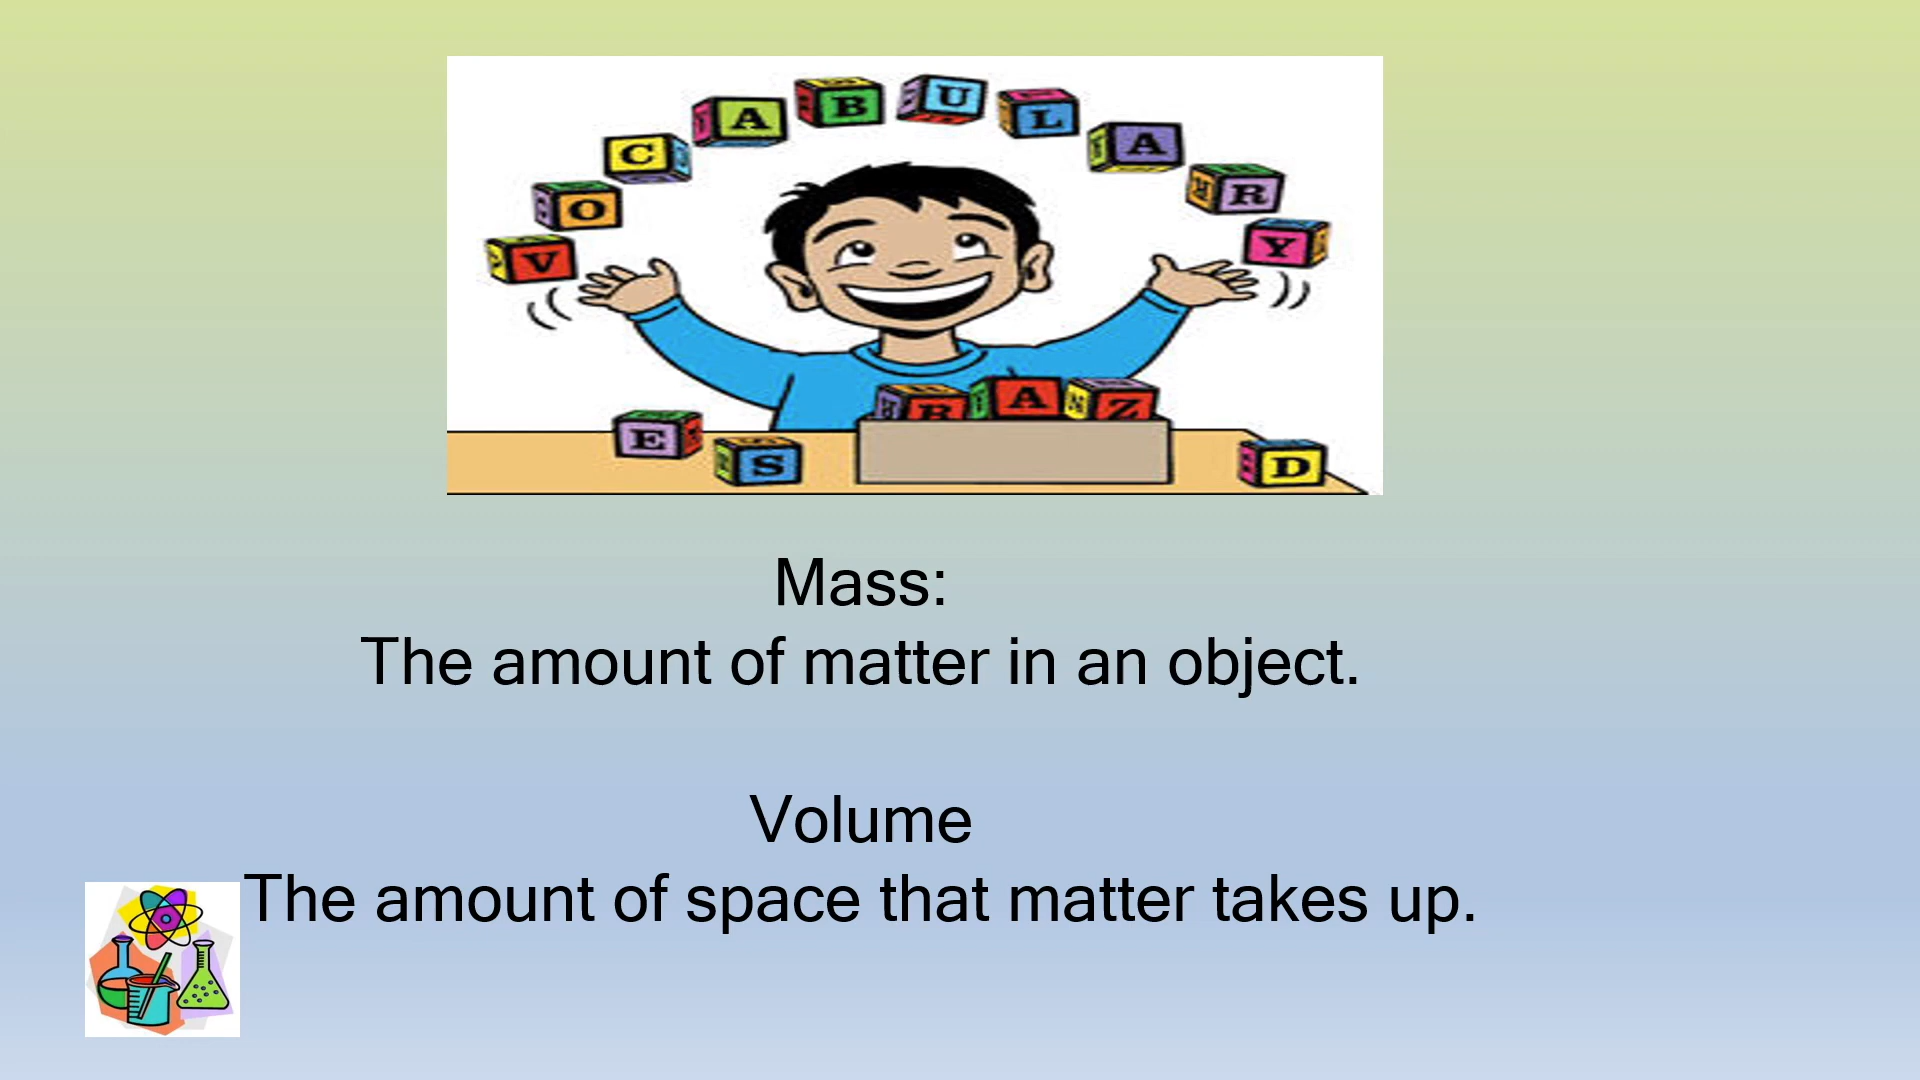 V O C A B U L A R Y
R A Z
E S D
Mass:
The amount of matter in an object.
Volume
The amount of space that matter takes up.